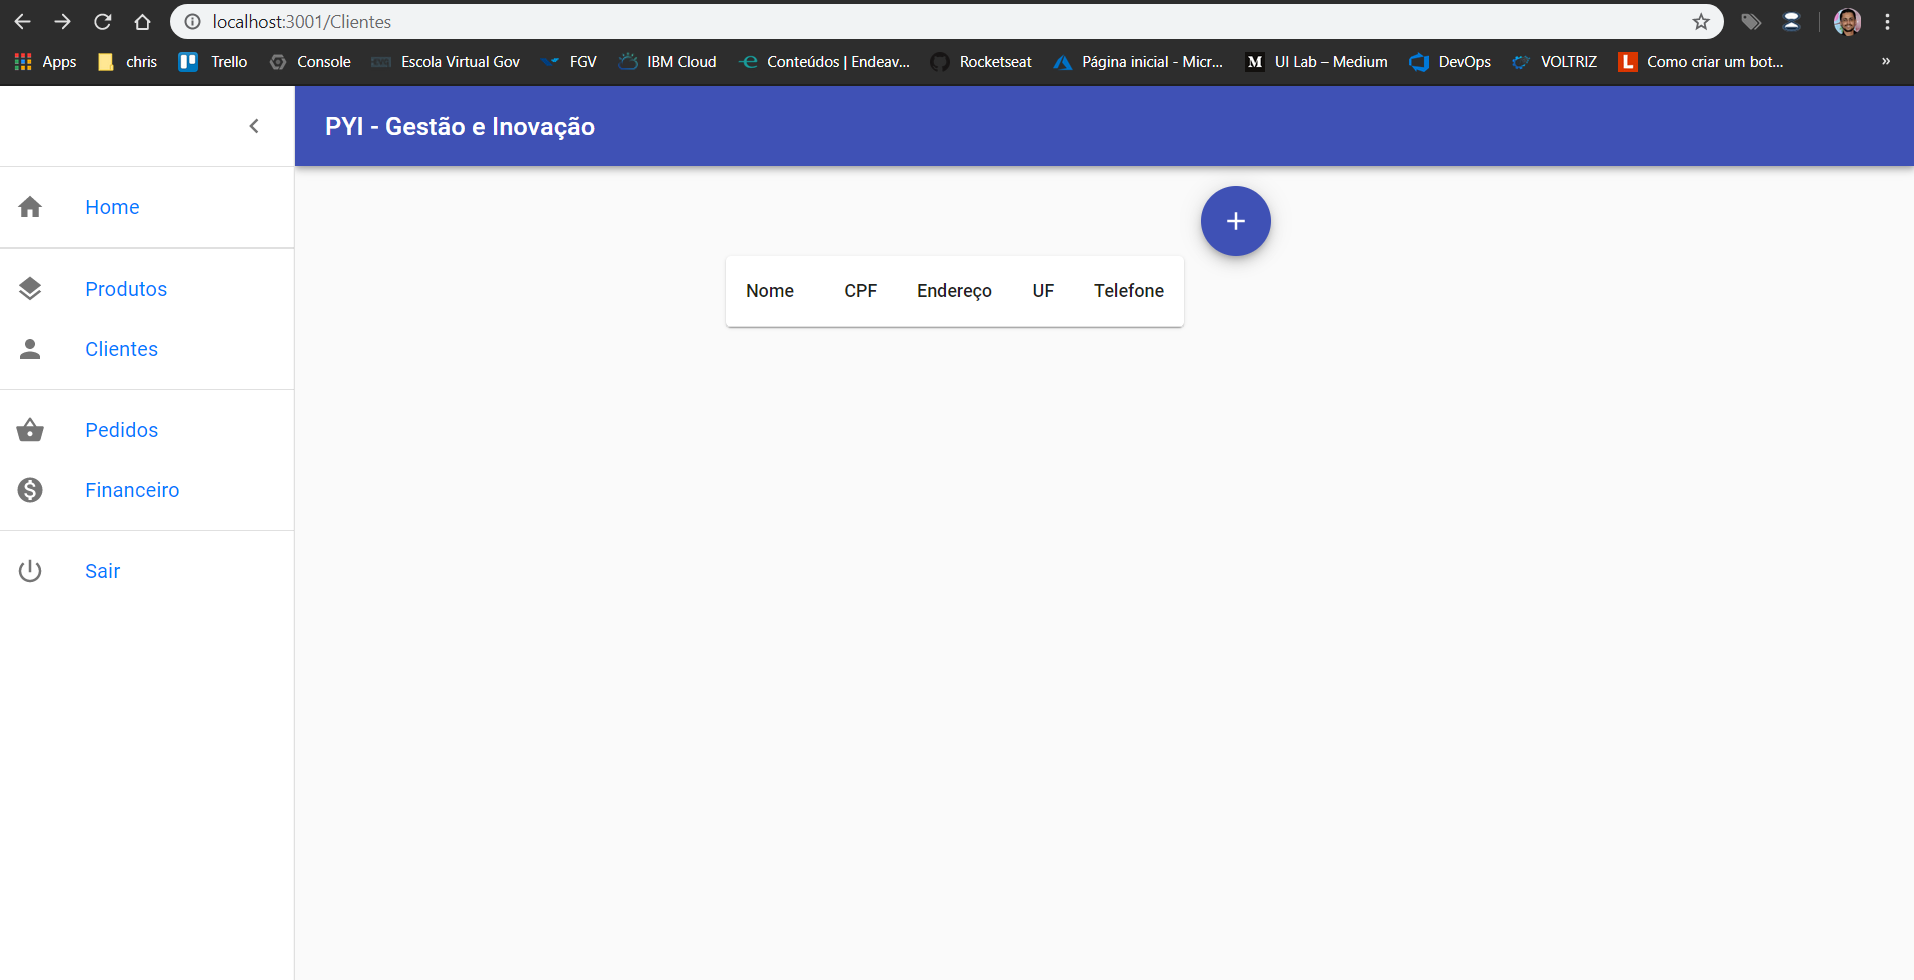 localhost:3001/Clientes
Apps chris Trello Console Escola Virtual Gov FGV IBM Cloud Conteúdos | Endeav... Rocketseat Página inicial - Micr... M UI Lab – Medium DevOps VOLTRIZ L Como criar um bot... »
PYI - Gestão e Inovação
Home
Produtos
Clientes
Pedidos
Financeiro
Sair
+
Nome CPF Endereço UF Telefone